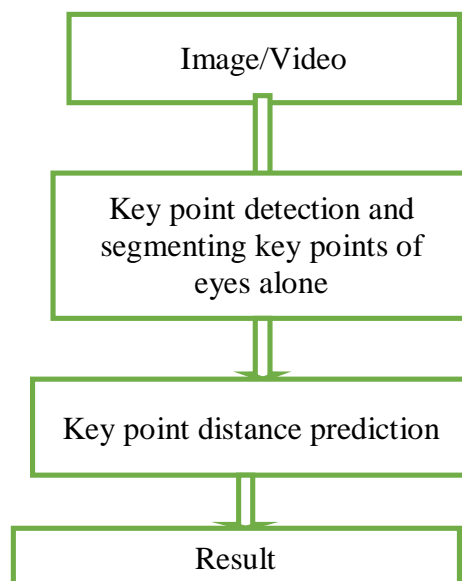 Image/Video
Key point detection and
segmenting key points of
eyes alone
Key point distance prediction
Result